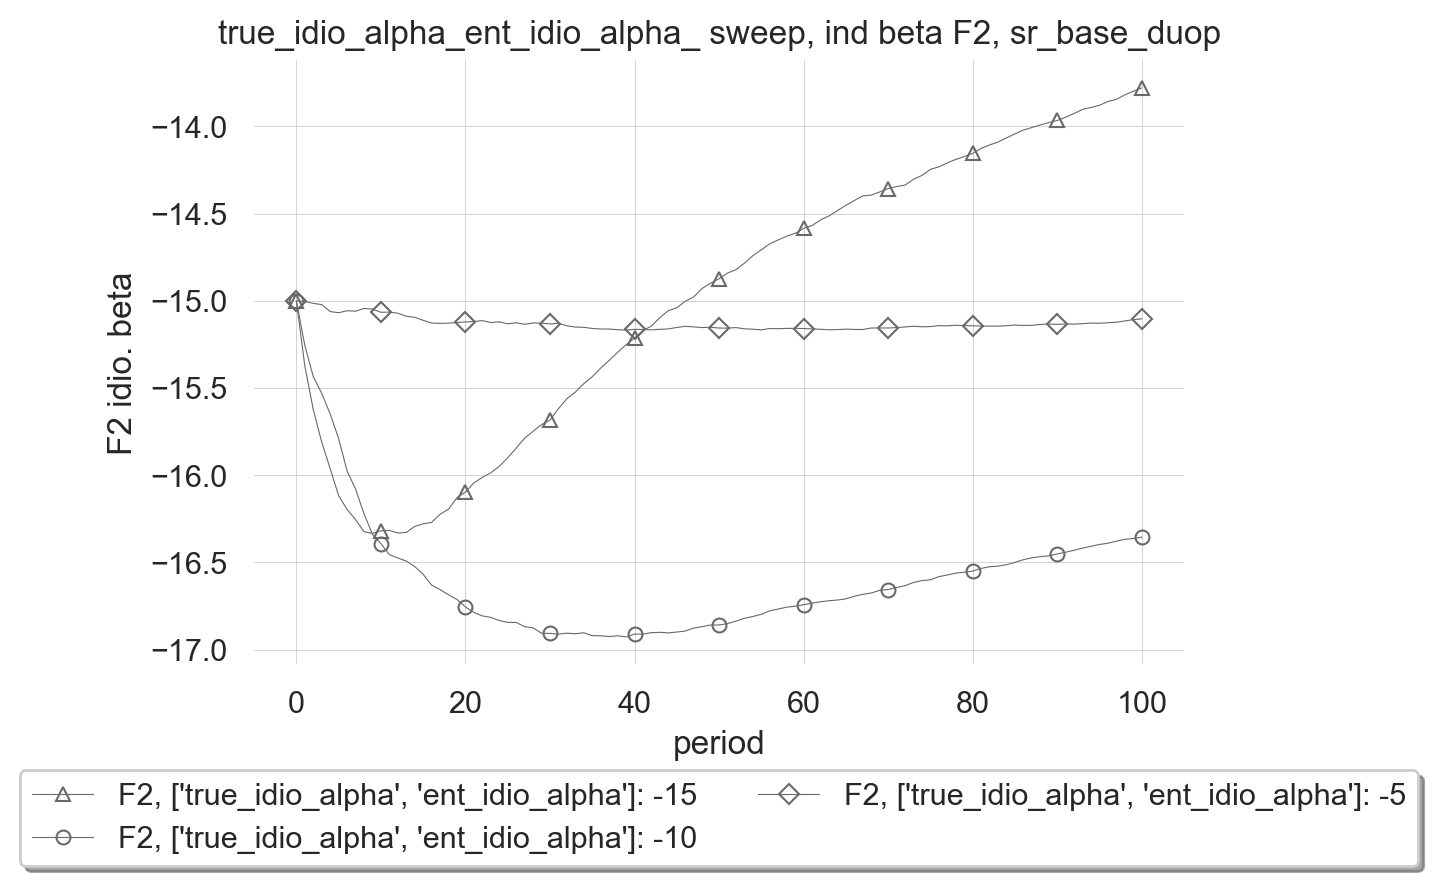 true_idio_alpha_ent_idio_alpha_ sweep, ind beta F2, sr_base_duop
−14.0
−14.5
−15.0
−15.5
−16.0
−16.5
−17.0
F2 idio. beta
0 20 40 60 80 100
period
F2, ['true_idio_alpha', 'ent_idio_alpha']: -15
F2, ['true_idio_alpha', 'ent_idio_alpha']: -10
F2, ['true_idio_alpha', 'ent_idio_alpha']: -5